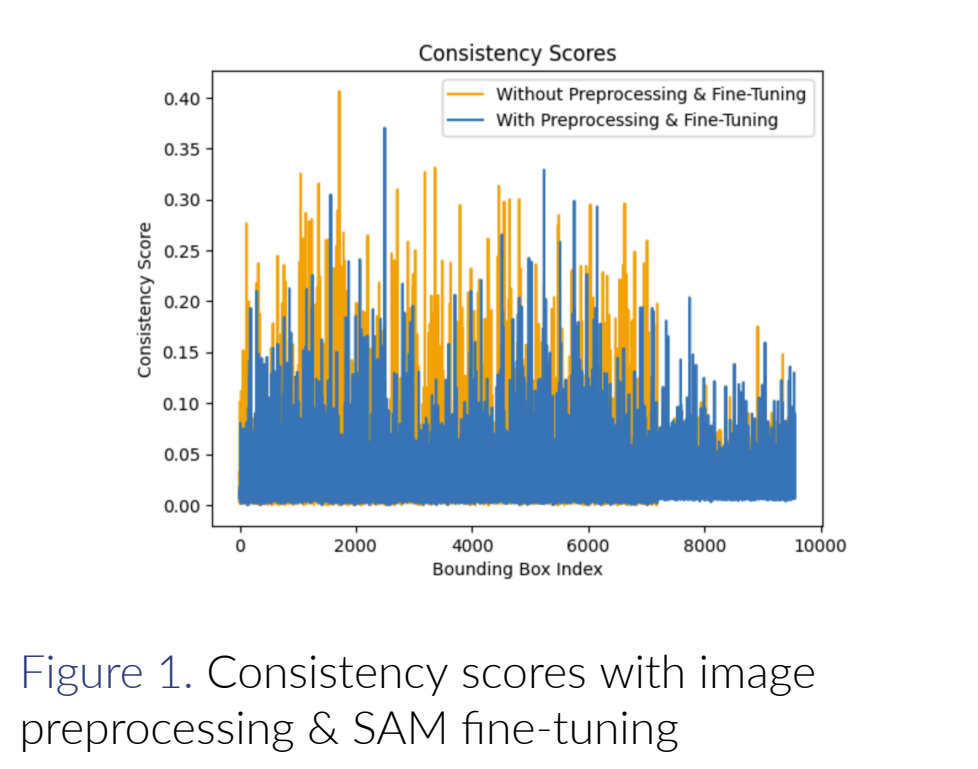 Consistency Scores
Without Preprocessing & Fine-Tuning
With Preprocessing & Fine-Tuning
Consistency Score
0.40
0.35
0.30
0.25
0.20
0.15
0.10
0.05
0.00
0 2000 4000 6000 8000 10000
Bounding Box Index
Figure 1. Consistency scores with image
preprocessing & SAM fine-tuning